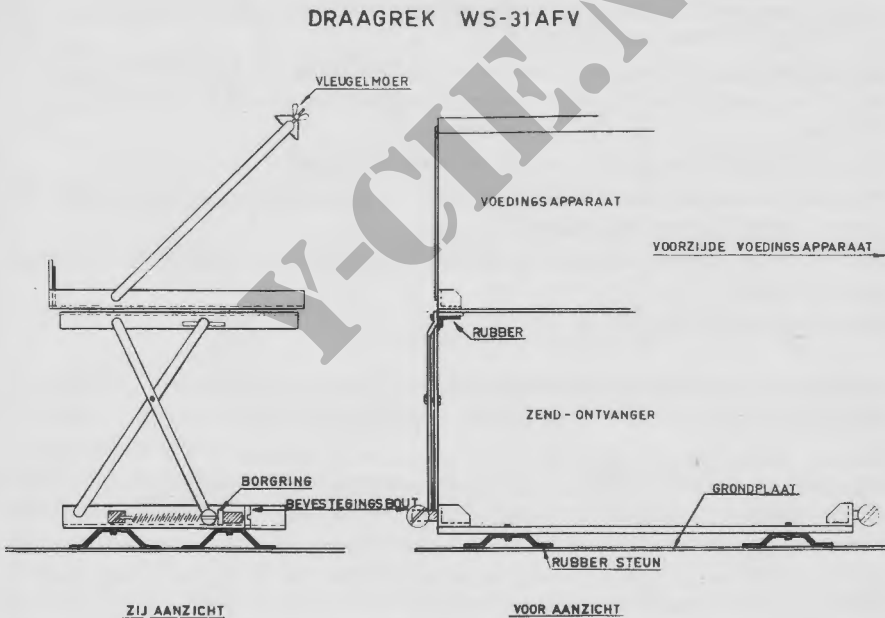 DRAAGREK WS-31AFV
VLEUGELMOER
VOEDINGSAPPARAAT
VOORZIJDE VOEDINGSAPPARAAT
RUBBER
ZEND-ONTVANGER
BORGRING
BEVESTEGINGSBOUT
GRONDPLAAT
RUBBER STEUN
ZIJ AANZICHT
VOOR AANZICHT
Y-CIE.N